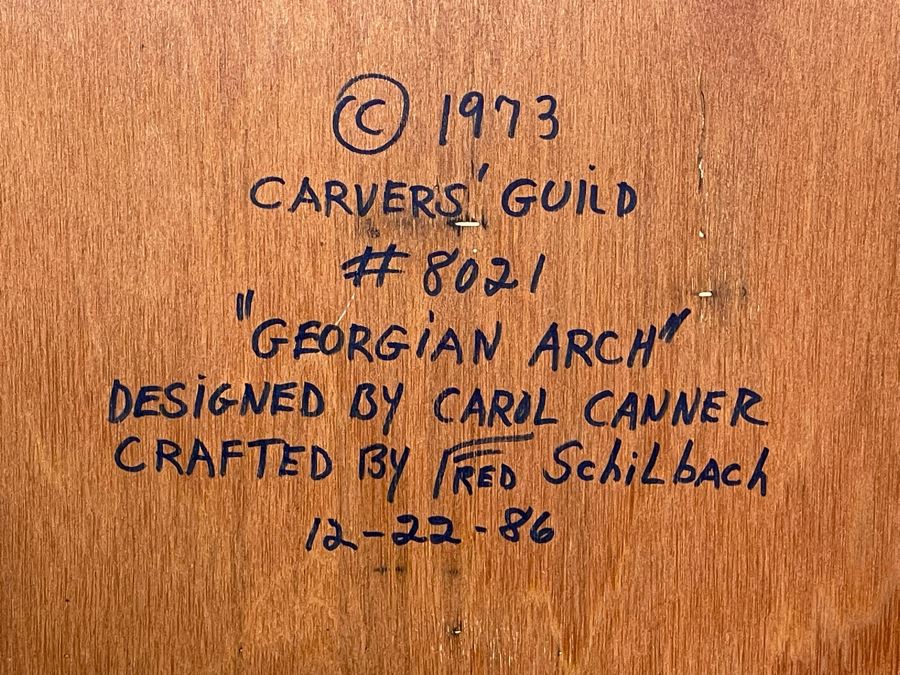 © 1973
CARVERS' GUiLD
# 8021
"GEORGiAN ARCH"
DESiGNED BY CAROL CANNER
CRAFTED BY FRED SchiLbAch
12-22-86